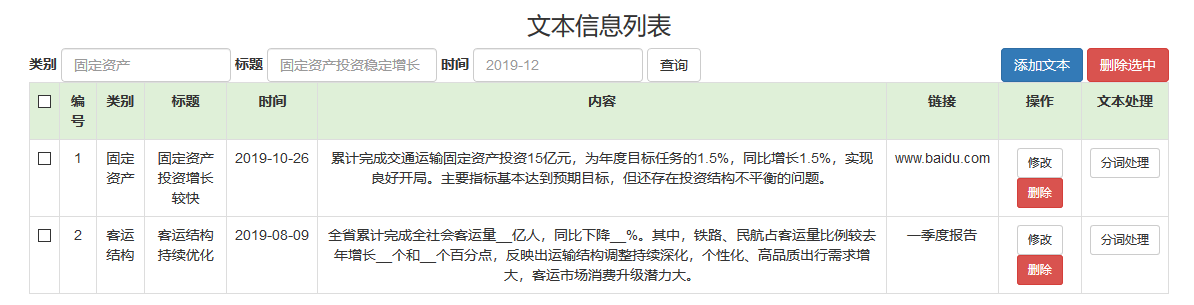 文本信息列表
类别 固定资产 标题 固定资产投资稳定增长 时间 2019-12 查询 添加文本 删除选中
编号 类别 标题 时间 内容 链接 操作 文本处理
1 固定资产 固定资产投资增长较快 2019-10-26 累计完成交通运输固定资产投资15亿元，为年度目标任务的1.5%，同比增长1.5%，实现 www.baidu.com 修改 分词处理
良好开局。主要指标基本达到预期目标，但还存在投资结构不平衡的问题。
删除
2 客运结构 客运结构持续优化 2019-08-09 全省累计完成全社会客运量__亿人，同比下降__%。其中，铁路、民航占客运量比例较去 一季度报告 修改 分词处理
年增长__个和__个百分点，反映出运输结构调整持续深化，个性化、高品质出行需求增
大，客运市场消费升级潜力大。
删除